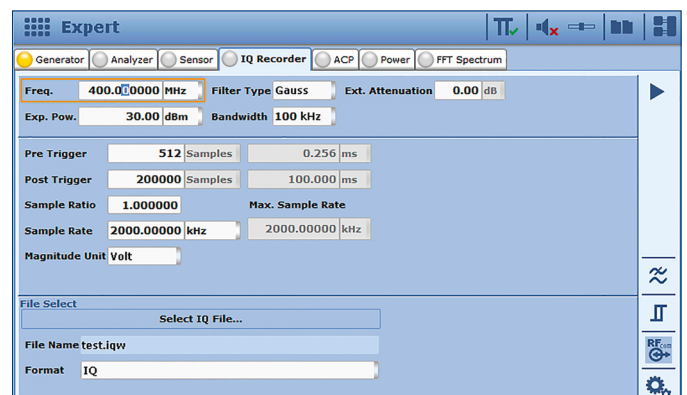 Expert
Generator Analyzer Sensor IQ Recorder ACP Power FFT Spectrum
Freq. 400.000000 MHz Filter Type Gauss Ext. Attenuation 0.00 dB
Exp. Pow. 30.00 dBm Bandwidth 100 kHz
Pre Trigger 512 Samples 0.256 ms
Post Trigger 200000 Samples 100.000 ms
Sample Ratio 1.000000 Max. Sample Rate
Sample Rate 2000.00000 kHz 2000.00000 kHz
Magnitude Unit Volt
File Select
Select IQ File...
File Name test.iqw
RFcom
Format IQ